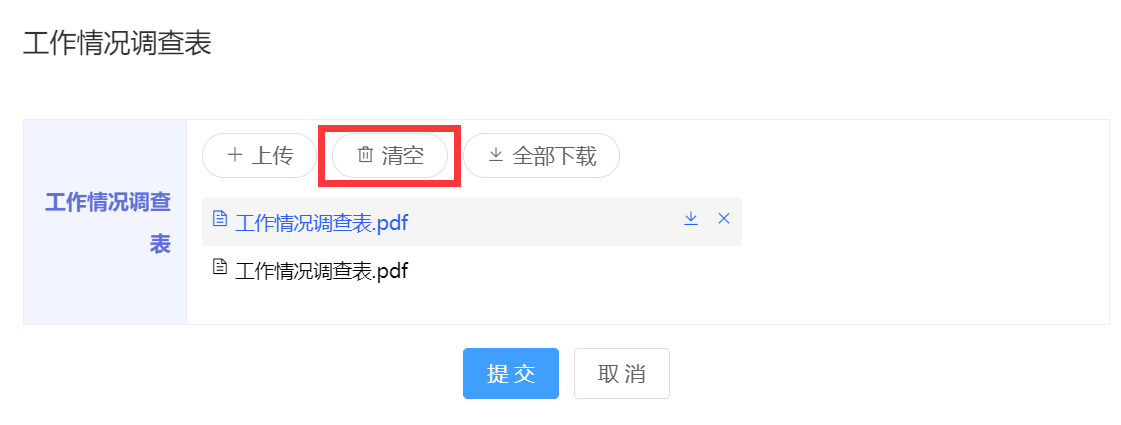 工作情况调查表
上传 清空 全部下载
工作情况调查
表
工作情况调查表.pdf
工作情况调查表.pdf
提交 取消